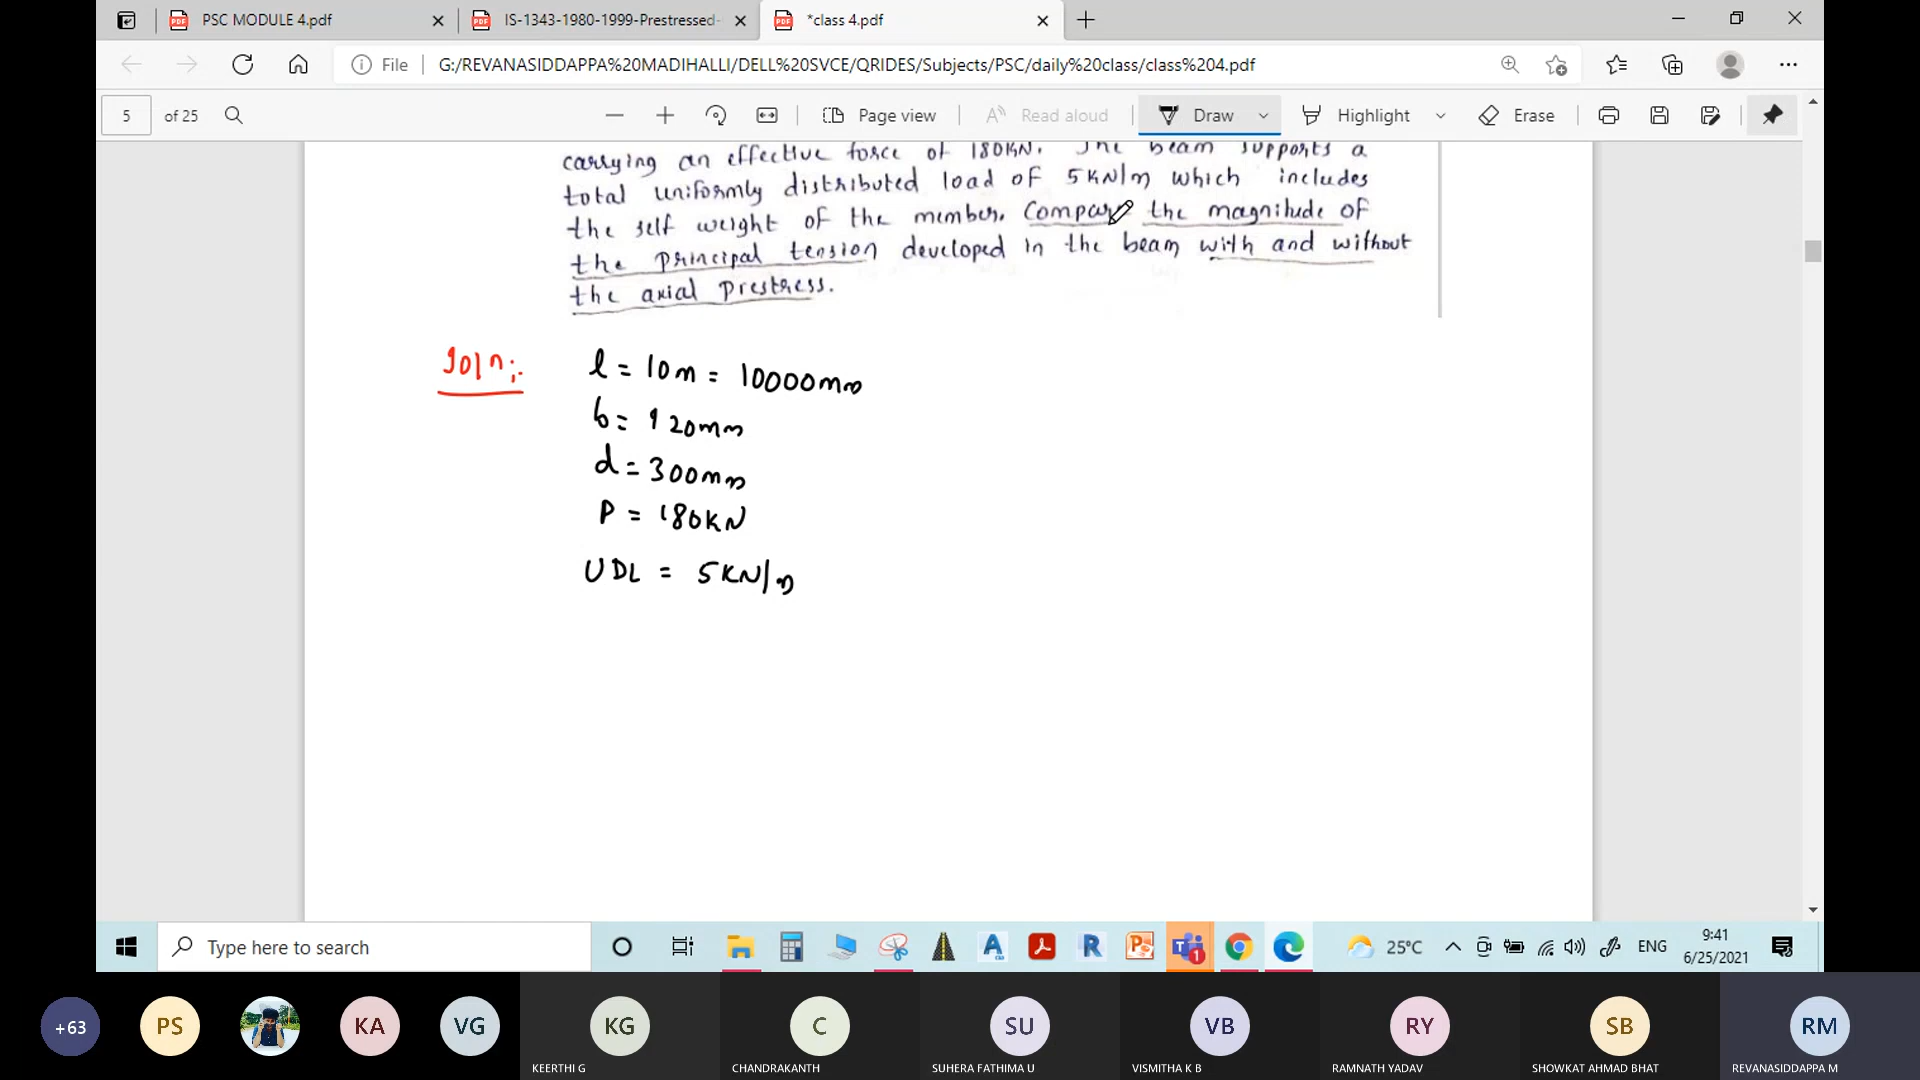 PSC MODULE 4.pdf
IS-1343-1980-1999-Prestressed-
*class 4.pdf
File
G:/REVANASIDDAPPA%20MADIHALLI/DELL%20SVCE/QRIDES/Subjects/PSC/daily%20class/class%204.pdf
5 of 25
Page view
Read aloud
Draw
Highlight
Erase
carrying an effective force of 180KN. The beam supports a
total uniformly distributed load of 5KN/m which includes
the self weight of the member. Compare the magnitude of
the principal tension developed in the beam with and without
the axial prestress.
Soln:-
l = 10m = 10000mm
b = 120mm
d = 300mm
P = 180KN
UDL = 5KN/m
Type here to search
25°C
ENG
9:41
6/25/2021
+63
PS
KA
VG
KG
C
SU
VB
RY
SB
RM
KEERTHI G
CHANDRAKANTH
SUHERA FATHIMA U
VISMITHA K B
RAMNATH YADAV
SHOWKAT AHMAD BHAT
REVANASIDDAPPA M